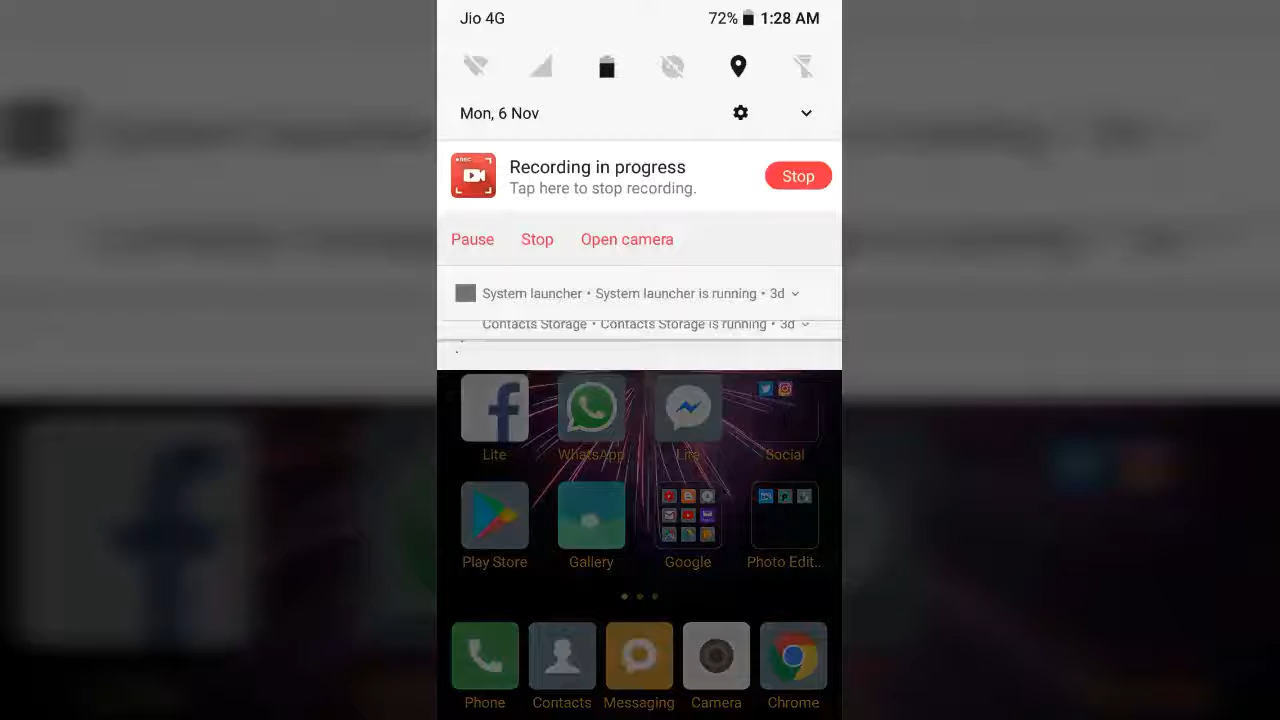 Jio 4G 72% 1:28 AM
Mon, 6 Nov
REC
Recording in progress
Tap here to stop recording.
Stop
Pause Stop Open camera
System launcher • System launcher is running • 3d
Contacts Storage • Contacts Storage is running • 3d
Lite WhatsApp Lite Social
Play Store Gallery Google Photo Edit..
Phone Contacts Messaging Camera Chrome